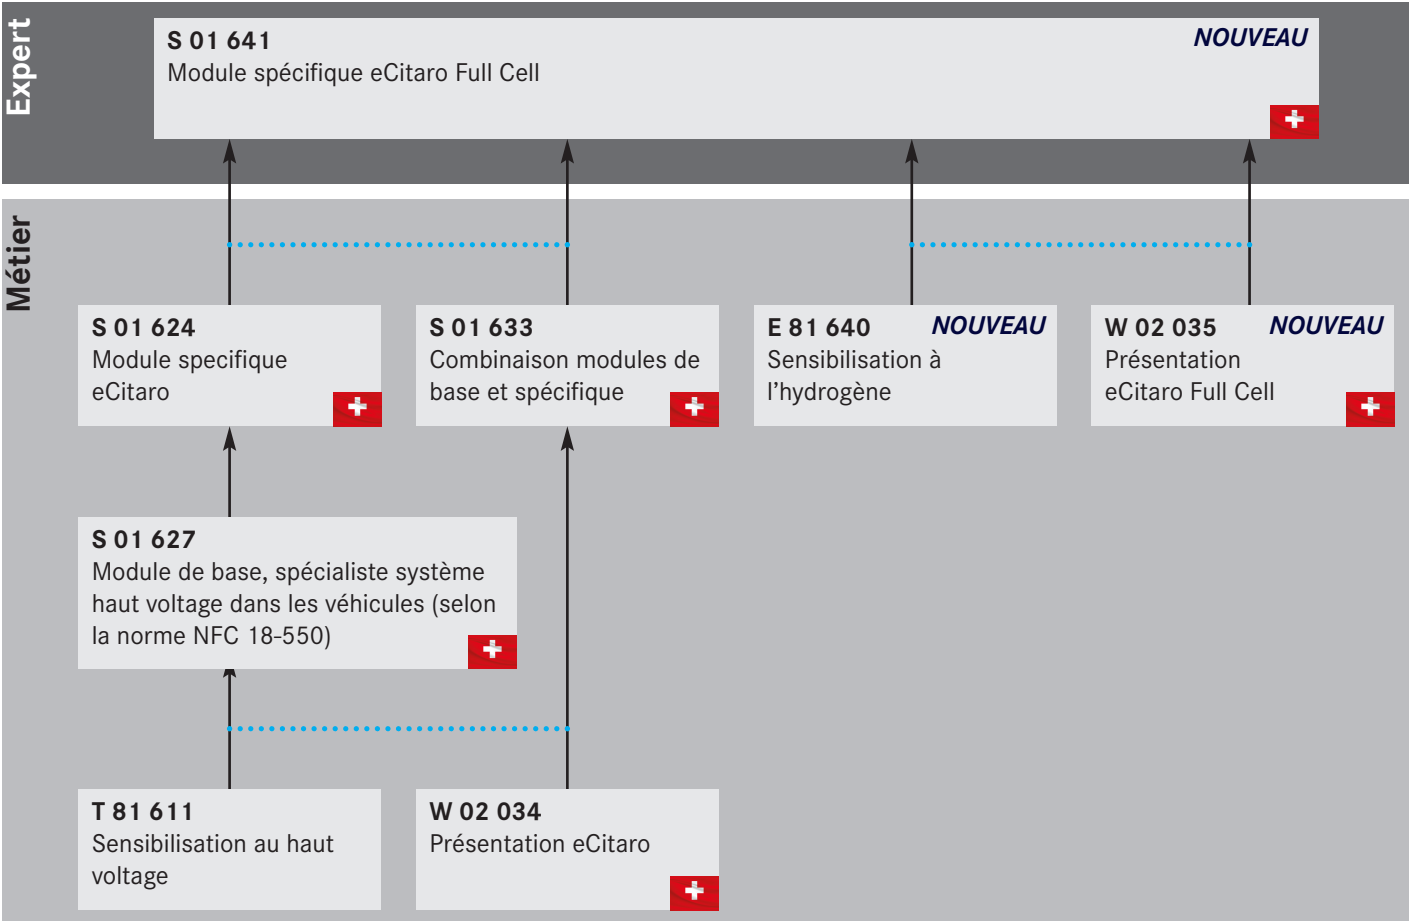 Expert
S 01 641
NOUVEAU
Module spécifique eCitaro Full Cell
Métier
S 01 624
Module specifique
eCitaro
S 01 633
Combinaison modules de
base et spécifique
E 81 640
NOUVEAU
Sensibilisation à
l’hydrogène
W 02 035
NOUVEAU
Présentation
eCitaro Full Cell
S 01 627
Module de base, spécialiste système
haut voltage dans les véhicules (selon
la norme NFC 18-550)
T 81 611
Sensibilisation au haut
voltage
W 02 034
Présentation eCitaro